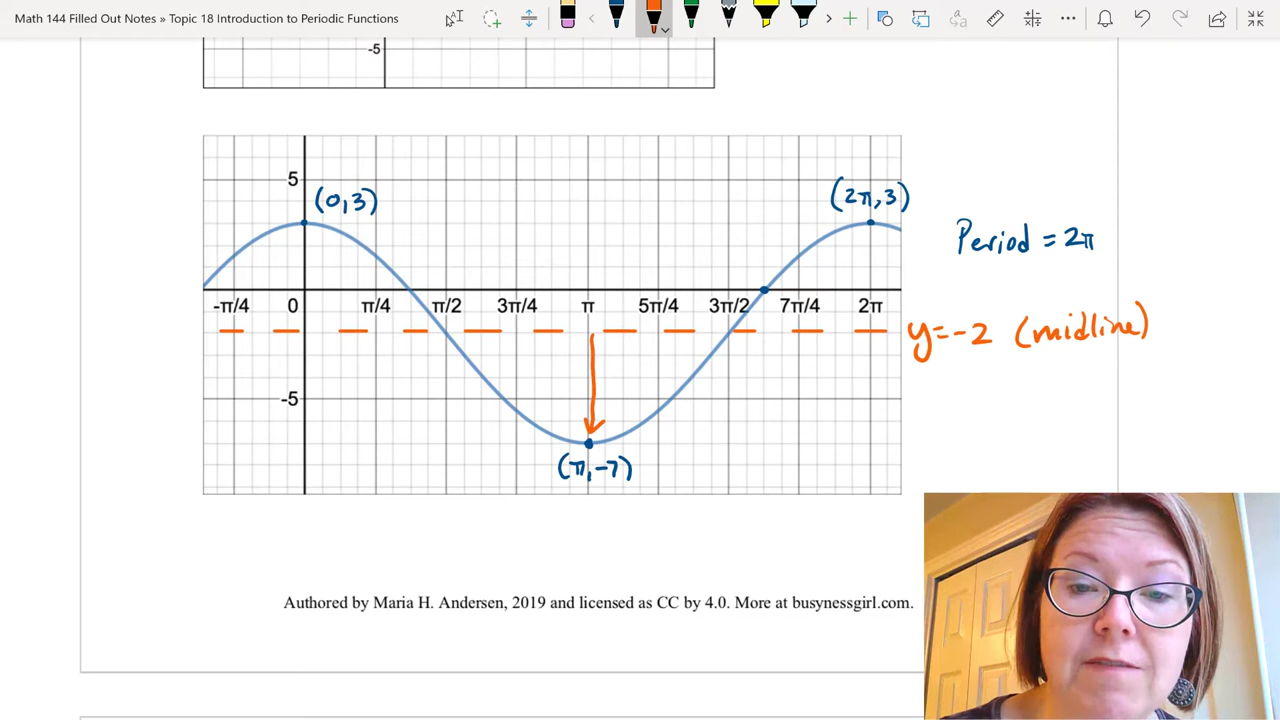 Math 144 Filled Out Notes » Topic 18 Introduction to Periodic Functions
-5
5
(0,3)
(2π,3)
Period = 2π
-π/4 0 π/4 π/2 3π/4 π 5π/4 3π/2 7π/4 2π
y=-2 (midline)
-5
(π,-7)
Authored by Maria H. Andersen, 2019 and licensed as CC by 4.0. More at busynessgirl.com.